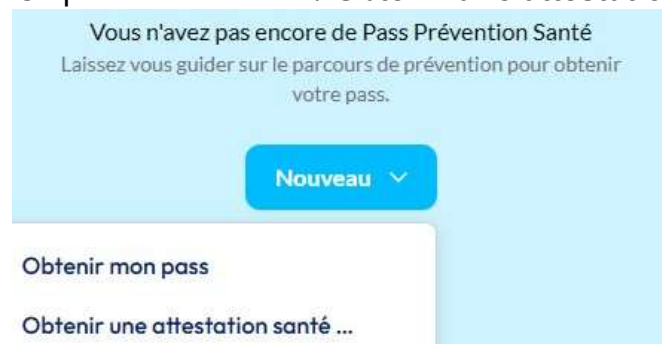 Vous n'avez pas encore de Pass Prévention Santé
Laissez vous guider sur le parcours de prévention pour obtenir
votre pass.
Nouveau
Obtenir mon pass
Obtenir une attestation santé ...